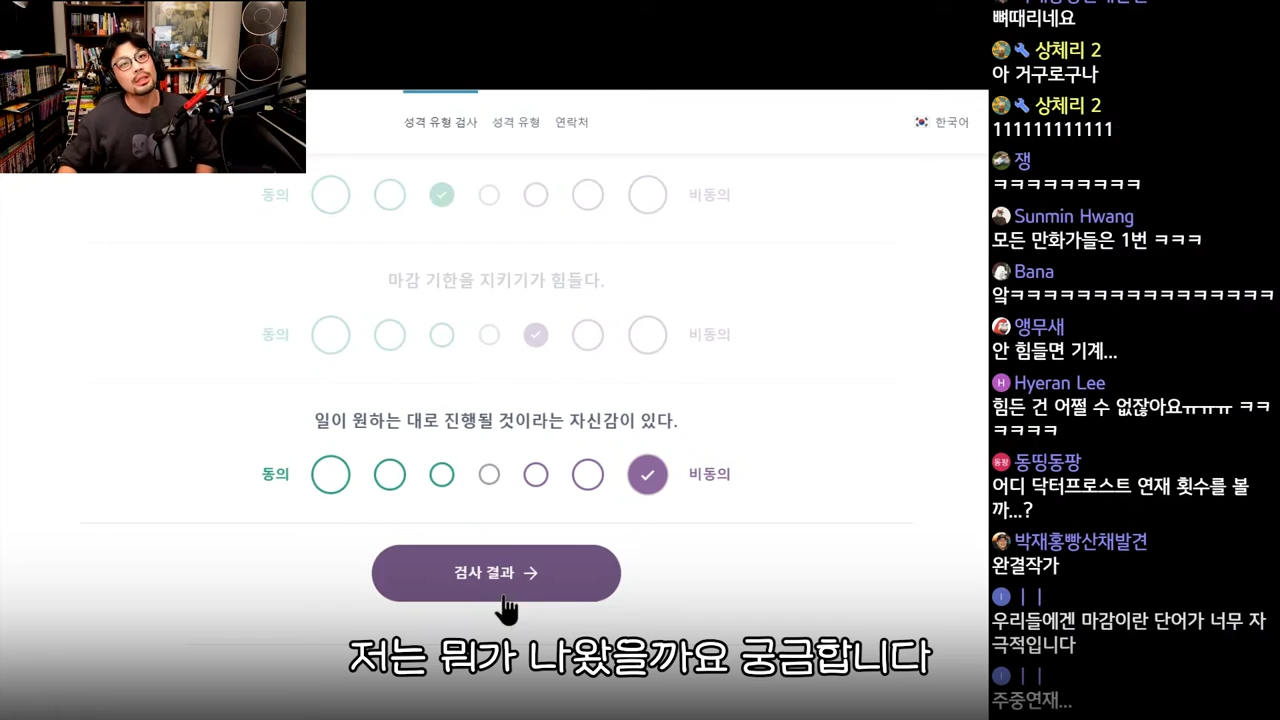 성격 유형 검사 성격 유형 연락처 한국어
동의 비동의
마감 기한을 지키기가 힘들다.
동의 비동의
일이 원하는 대로 진행될 것이라는 자신감이 있다.
동의 비동의
검사 결과 →
저는 뭐가 나왔을까요 궁금합니다
뼈때리네요
상체리 2
아 거구로구나
상체리 2
111111111111
쟁
ㅋㅋㅋㅋㅋㅋㅋㅋㅋ
Sunmin Hwang
모든 만화가들은 1번 ㅋㅋㅋ
Bana
앜ㅋㅋㅋㅋㅋㅋㅋㅋㅋㅋㅋㅋㅋㅋㅋㅋ
앵무새
안 힘들면 기계...
H Hyeran Lee
힘든 건 어쩔 수 없잖아요ㅠㅠㅠ ㅋㅋ
ㅋㅋㅋㅋ
동팡 동띵동팡
어디 닥터프로스트 연재 횟수를 볼
까...?
박재홍빵산채발견
완결작가
I ㅣㅣ
우리들에겐 마감이란 단어가 너무 자
극적입니다
I ㅣㅣ
주중연재...